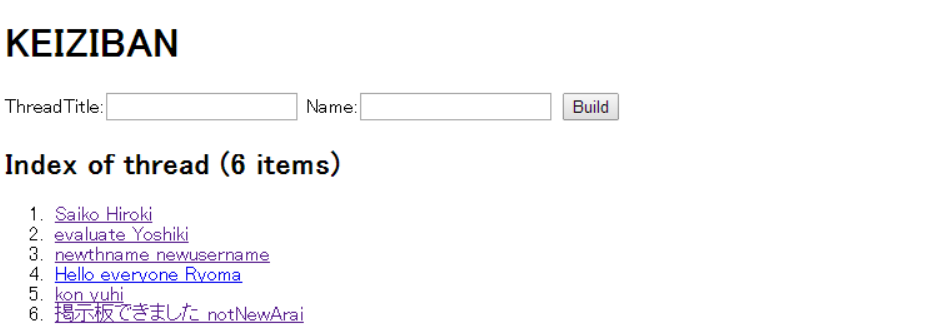 KEIZIBAN
ThreadTitle: Name: Build
Index of thread (6 items)
1. Saiko Hiroki
2. evaluate Yoshiki
3. newthname newusername
4. Hello everyone Ryoma
5. kon yuhi
6. 掲示板できました notNewArai